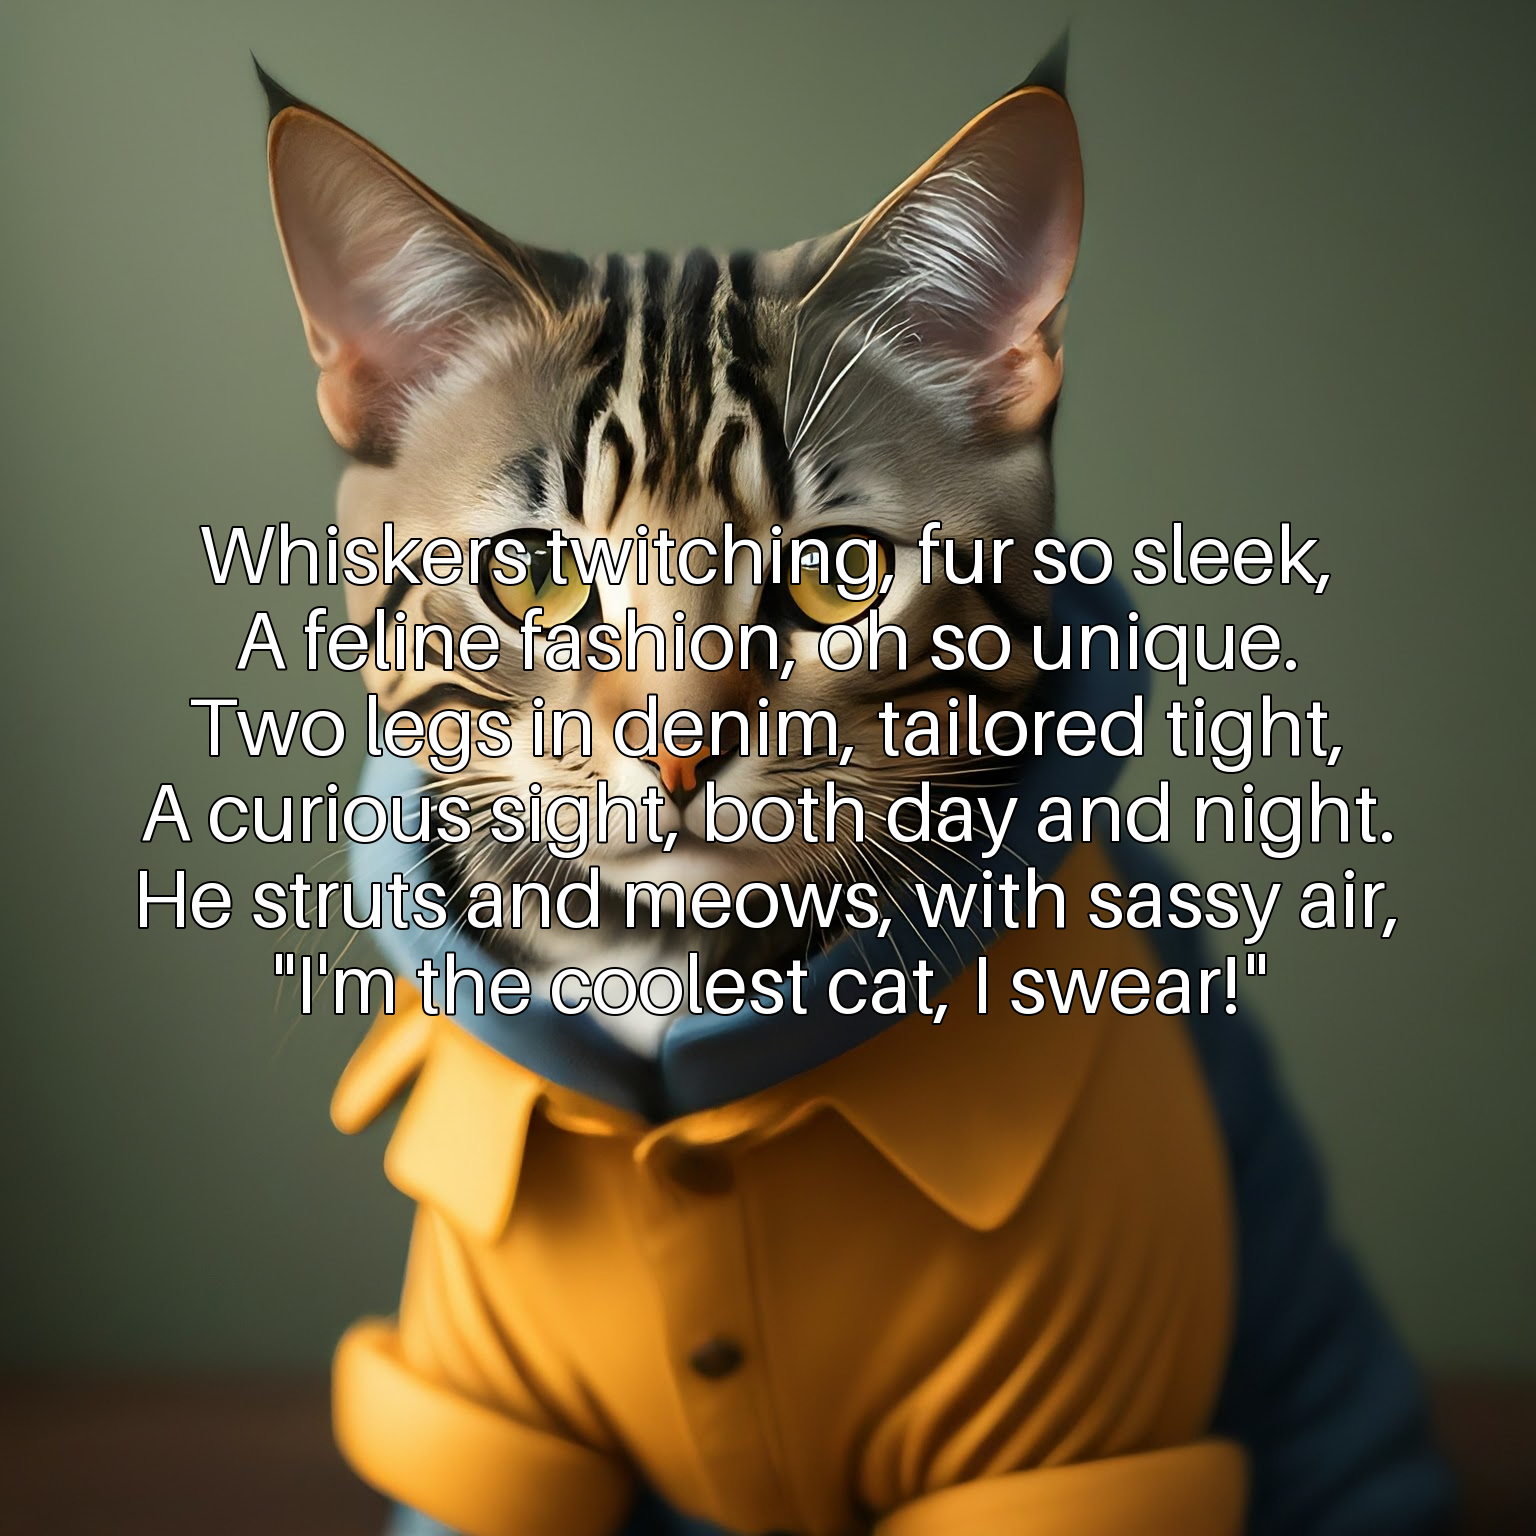 Whiskers twitching, fur so sleek,
A feline fashion, oh so unique.
Two legs in denim, tailored tight,
A curious sight, both day and night.
He struts and meows, with sassy air,
"I'm the coolest cat, I swear!"